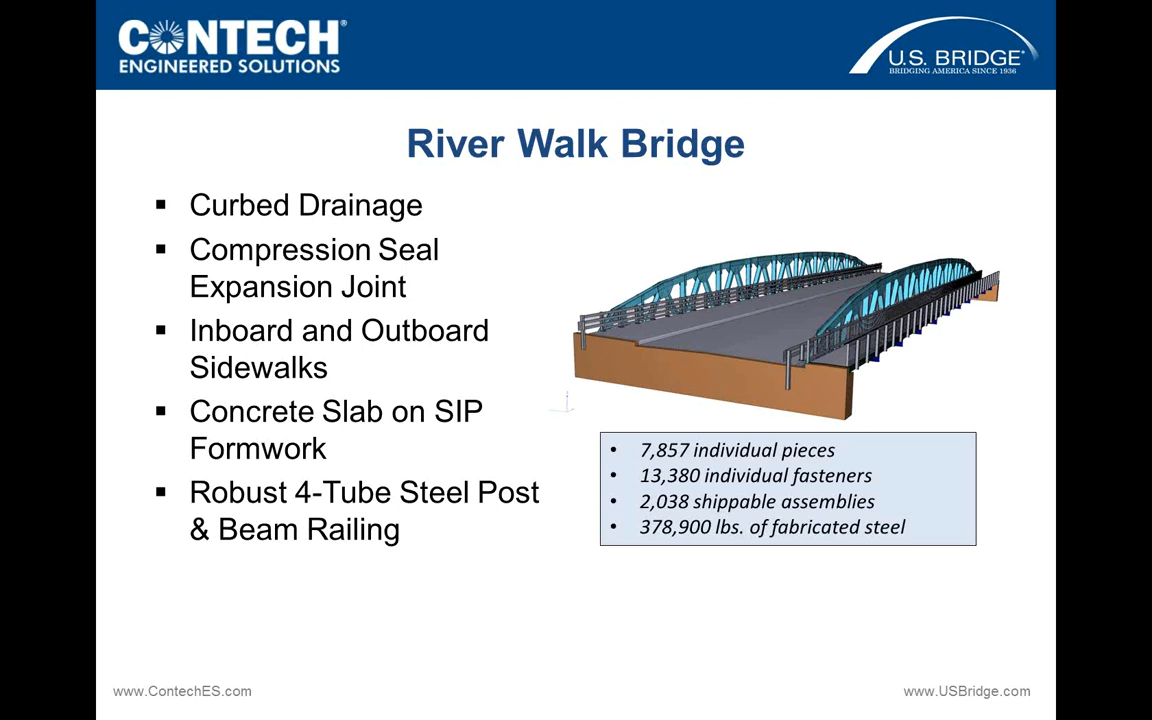 CONTECH®
ENGINEERED SOLUTIONS
U.S. BRIDGE®
BRIDGING AMERICA SINCE 1936
River Walk Bridge
▪ Curbed Drainage
▪ Compression Seal
Expansion Joint
▪ Inboard and Outboard
Sidewalks
▪ Concrete Slab on SIP
Formwork
▪ Robust 4-Tube Steel Post
& Beam Railing
• 7,857 individual pieces
• 13,380 individual fasteners
• 2,038 shippable assemblies
• 378,900 lbs. of fabricated steel
www.ContechES.com
www.USBridge.com